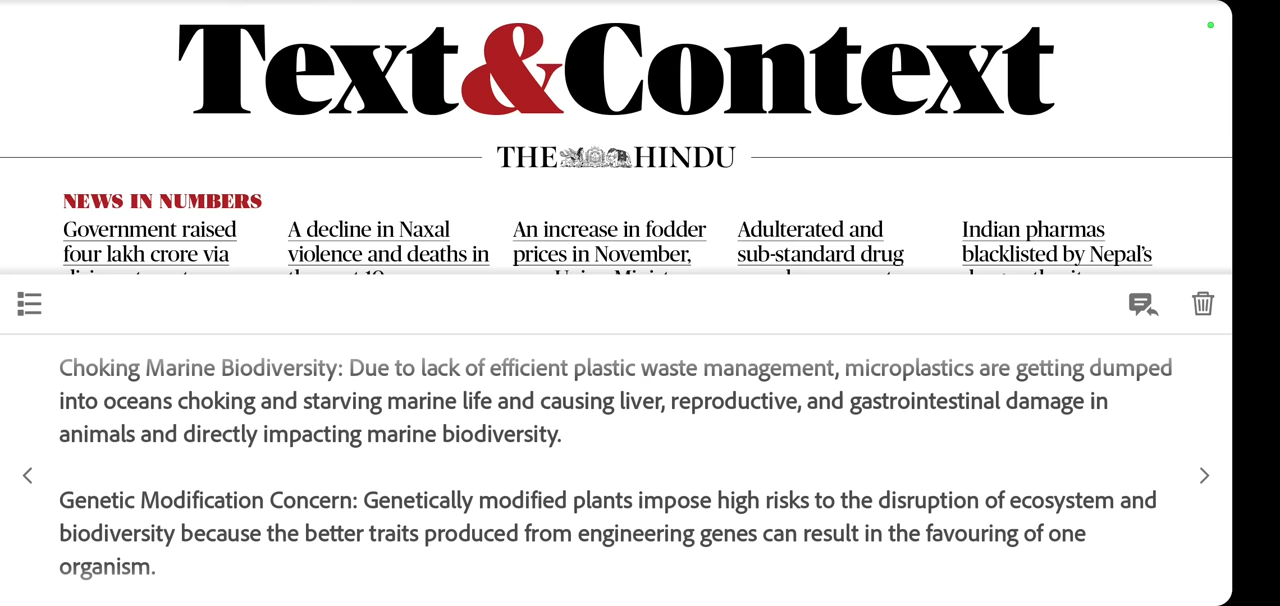 Text&Context
THE HINDU
NEWS IN NUMBERS
Government raised
four lakh crore via
A decline in Naxal
violence and deaths in
An increase in fodder
prices in November,
Adulterated and
sub-standard drug
Indian pharmas
blacklisted by Nepal’s
Choking Marine Biodiversity: Due to lack of efficient plastic waste management, microplastics are getting dumped
into oceans choking and starving marine life and causing liver, reproductive, and gastrointestinal damage in
animals and directly impacting marine biodiversity.
Genetic Modification Concern: Genetically modified plants impose high risks to the disruption of ecosystem and
biodiversity because the better traits produced from engineering genes can result in the favouring of one
organism.